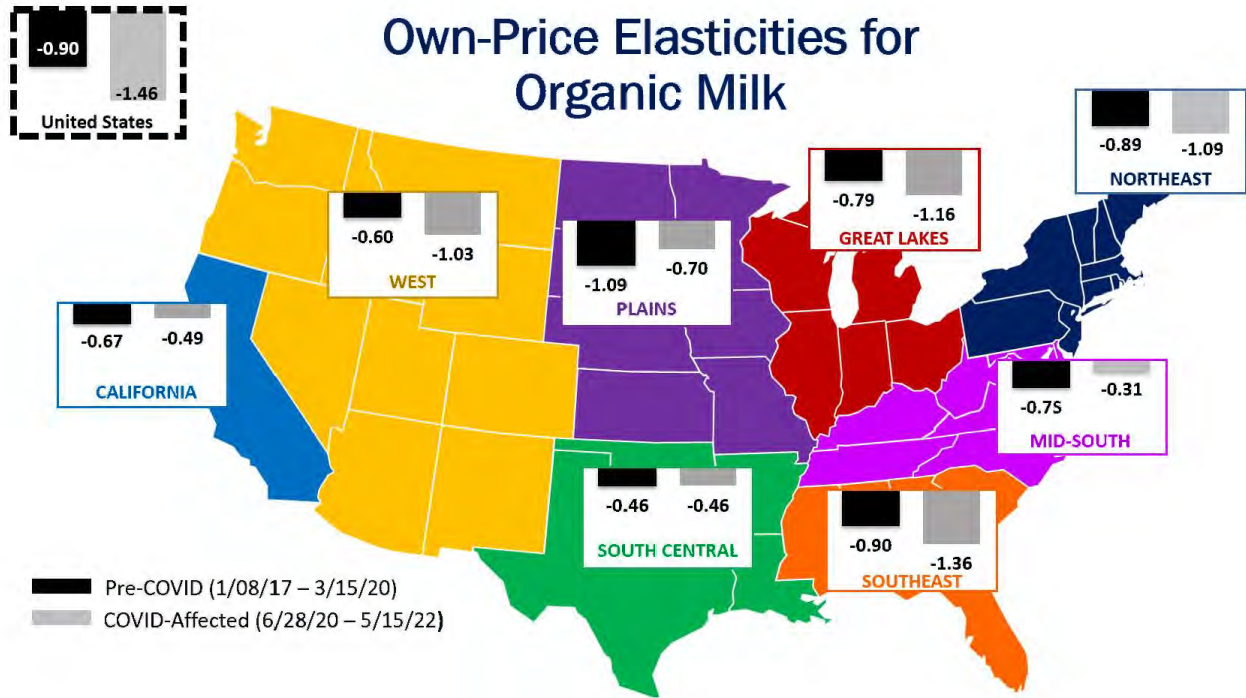 Own-Price Elasticities for
Organic Milk
-0.90
-1.46
United States
-0.89
-1.09
NORTHEAST
-0.79
-1.16
GREAT LAKES
-0.60
-1.03
WEST
-1.09
-0.70
PLAINS
-0.67
-0.49
CALIFORNIA
-0.75
-0.31
MID-SOUTH
-0.46
-0.46
SOUTH CENTRAL
-0.90
-1.36
SOUTHEAST
Pre-COVID (1/08/17 – 3/15/20)
COVID-Affected (6/28/20 – 5/15/22)